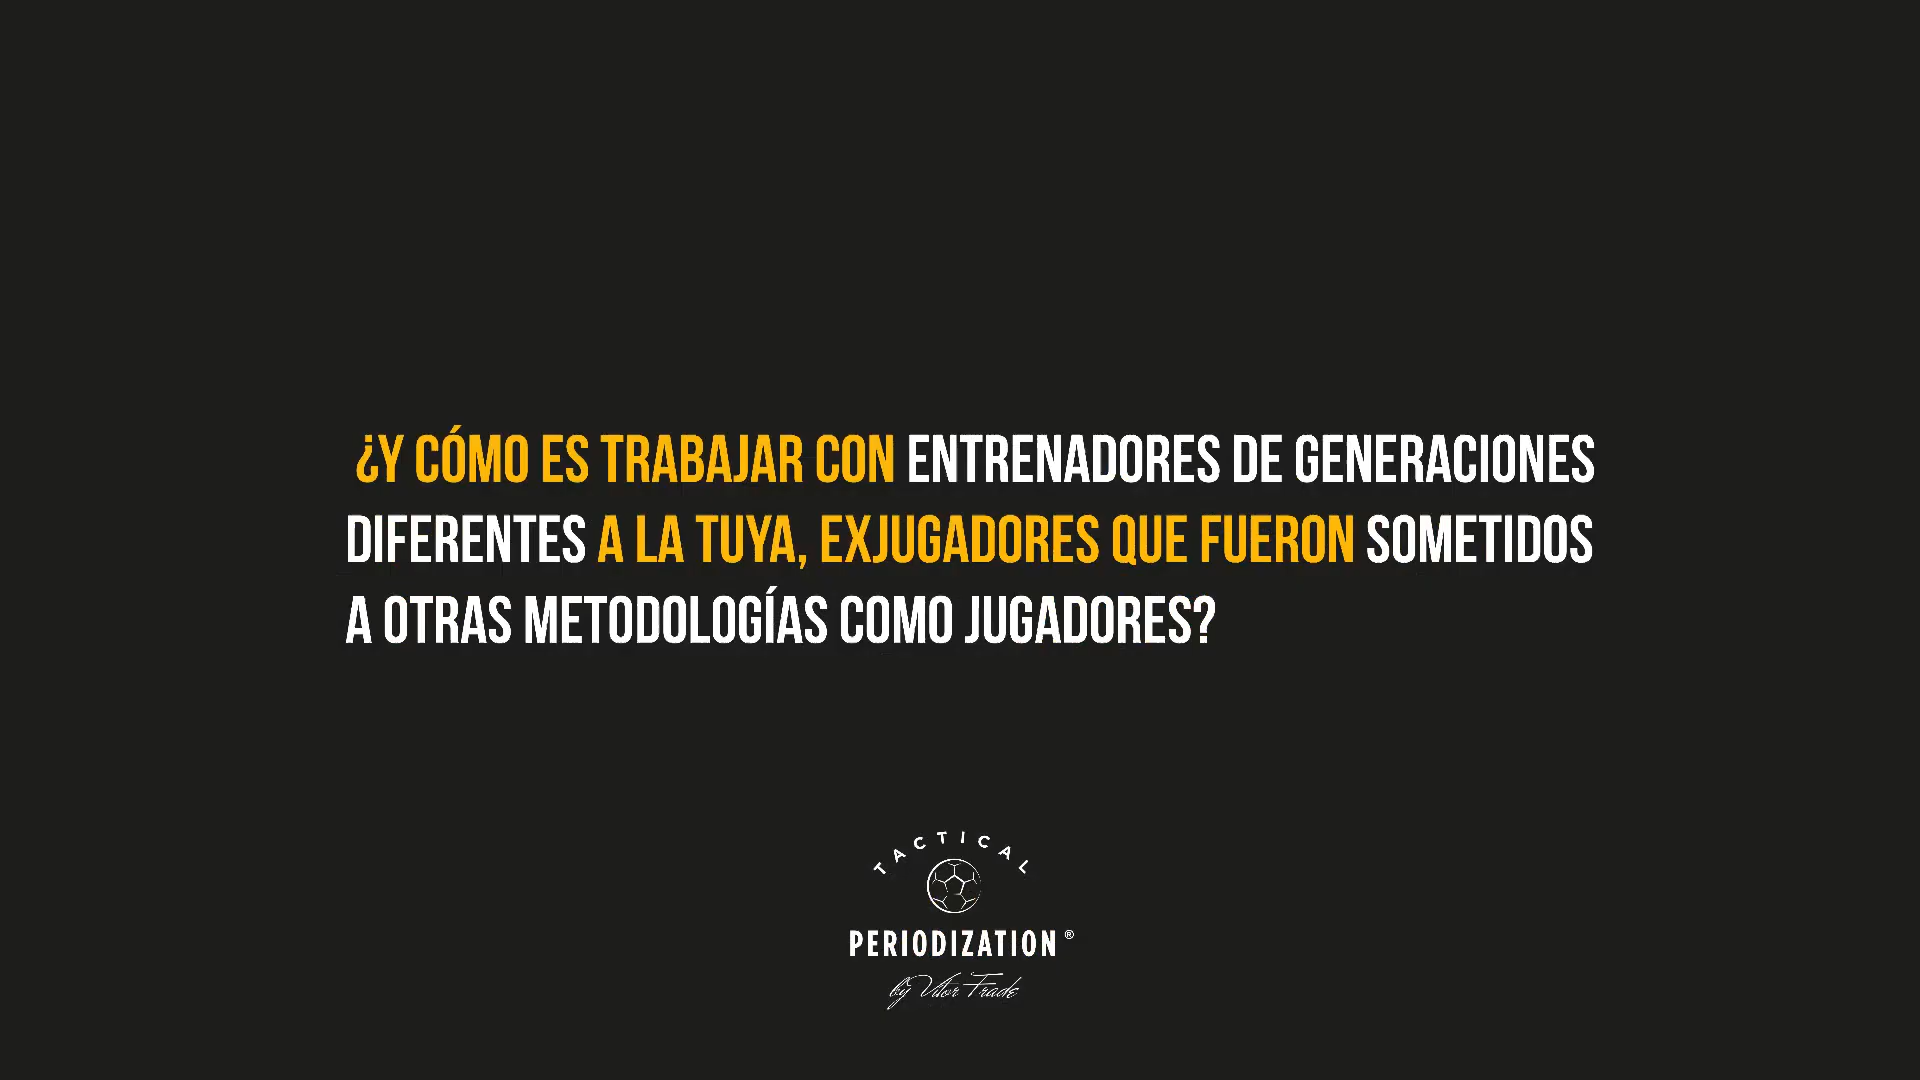 ¿Y CÓMO ES TRABAJAR CON ENTRENADORES DE GENERACIONES
DIFERENTES A LA TUYA, EXJUGADORES QUE FUERON SOMETIDOS
A OTRAS METODOLOGÍAS COMO JUGADORES?
TACTICAL
PERIODIZATION ®
by Vítor Frade